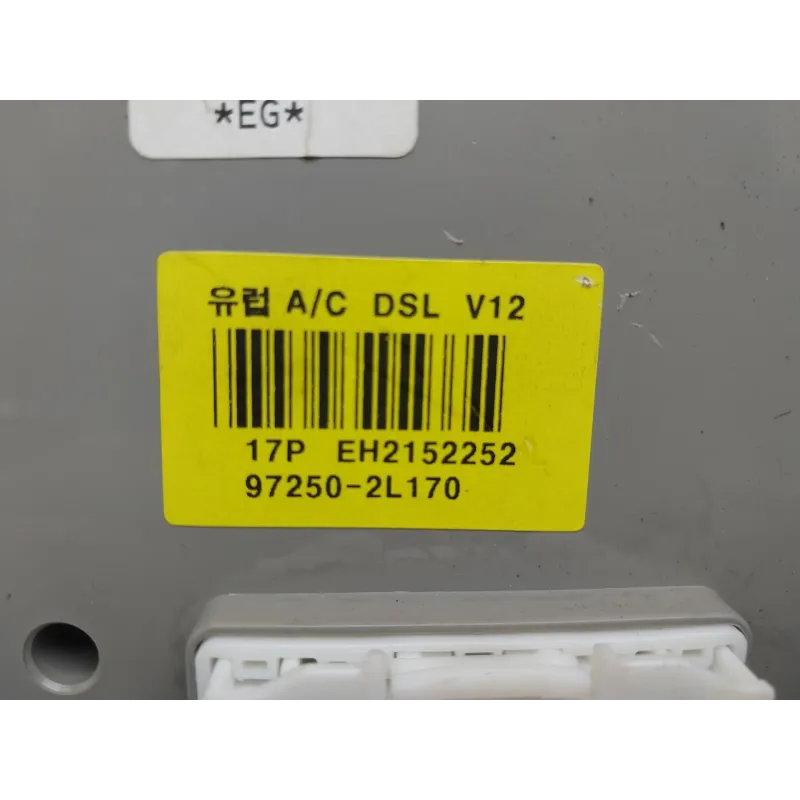 *EG*
유럽 A/C DSL V12
17P EH2152252
97250-2L170